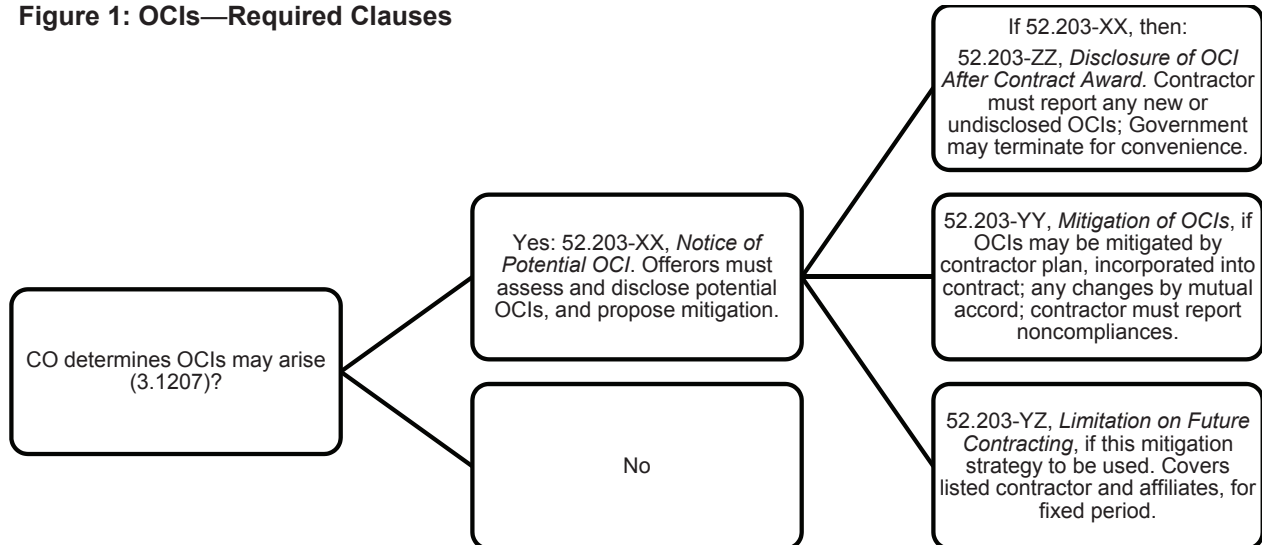 Figure 1: OCIs—Required Clauses
CO determines OCIs may arise
(3.1207)?
Yes: 52.203-XX, Notice of
Potential OCI. Offerors must
assess and disclose potential
OCIs, and propose mitigation.
No
If 52.203-XX, then:
52.203-ZZ, Disclosure of OCI
After Contract Award. Contractor
must report any new or
undisclosed OCIs; Government
may terminate for convenience.
52.203-YY, Mitigation of OCIs, if
OCIs may be mitigated by
contractor plan, incorporated into
contract; any changes by mutual
accord; contractor must report
noncompliances.
52.203-YZ, Limitation on Future
Contracting, if this mitigation
strategy to be used. Covers
listed contractor and affiliates, for
fixed period.